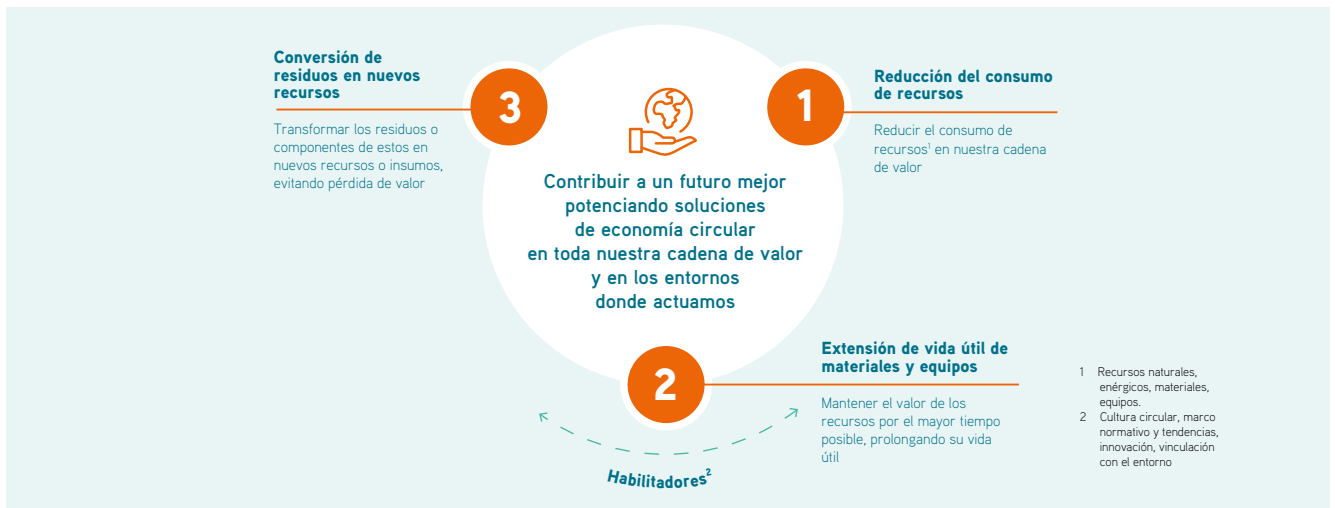 Conversión de
residuos en nuevos
recursos
3
Transformar los residuos o
componentes de estos en
nuevos recursos o insumos,
evitando pérdida de valor
1
Reducción del consumo
de recursos
Reducir el consumo de
recursos¹ en nuestra cadena
de valor
Contribuir a un futuro mejor
potenciando soluciones
de economía circular
en toda nuestra cadena de valor
y en los entornos
donde actuamos
2
Extensión de vida útil de
materiales y equipos
Mantener el valor de los
recursos por el mayor tiempo
posible, prolongando su vida
útil
Habilitadores²
1 Recursos naturales,
enérgicos, materiales,
equipos.
2 Cultura circular, marco
normativo y tendencias,
innovación, vinculación
con el entorno